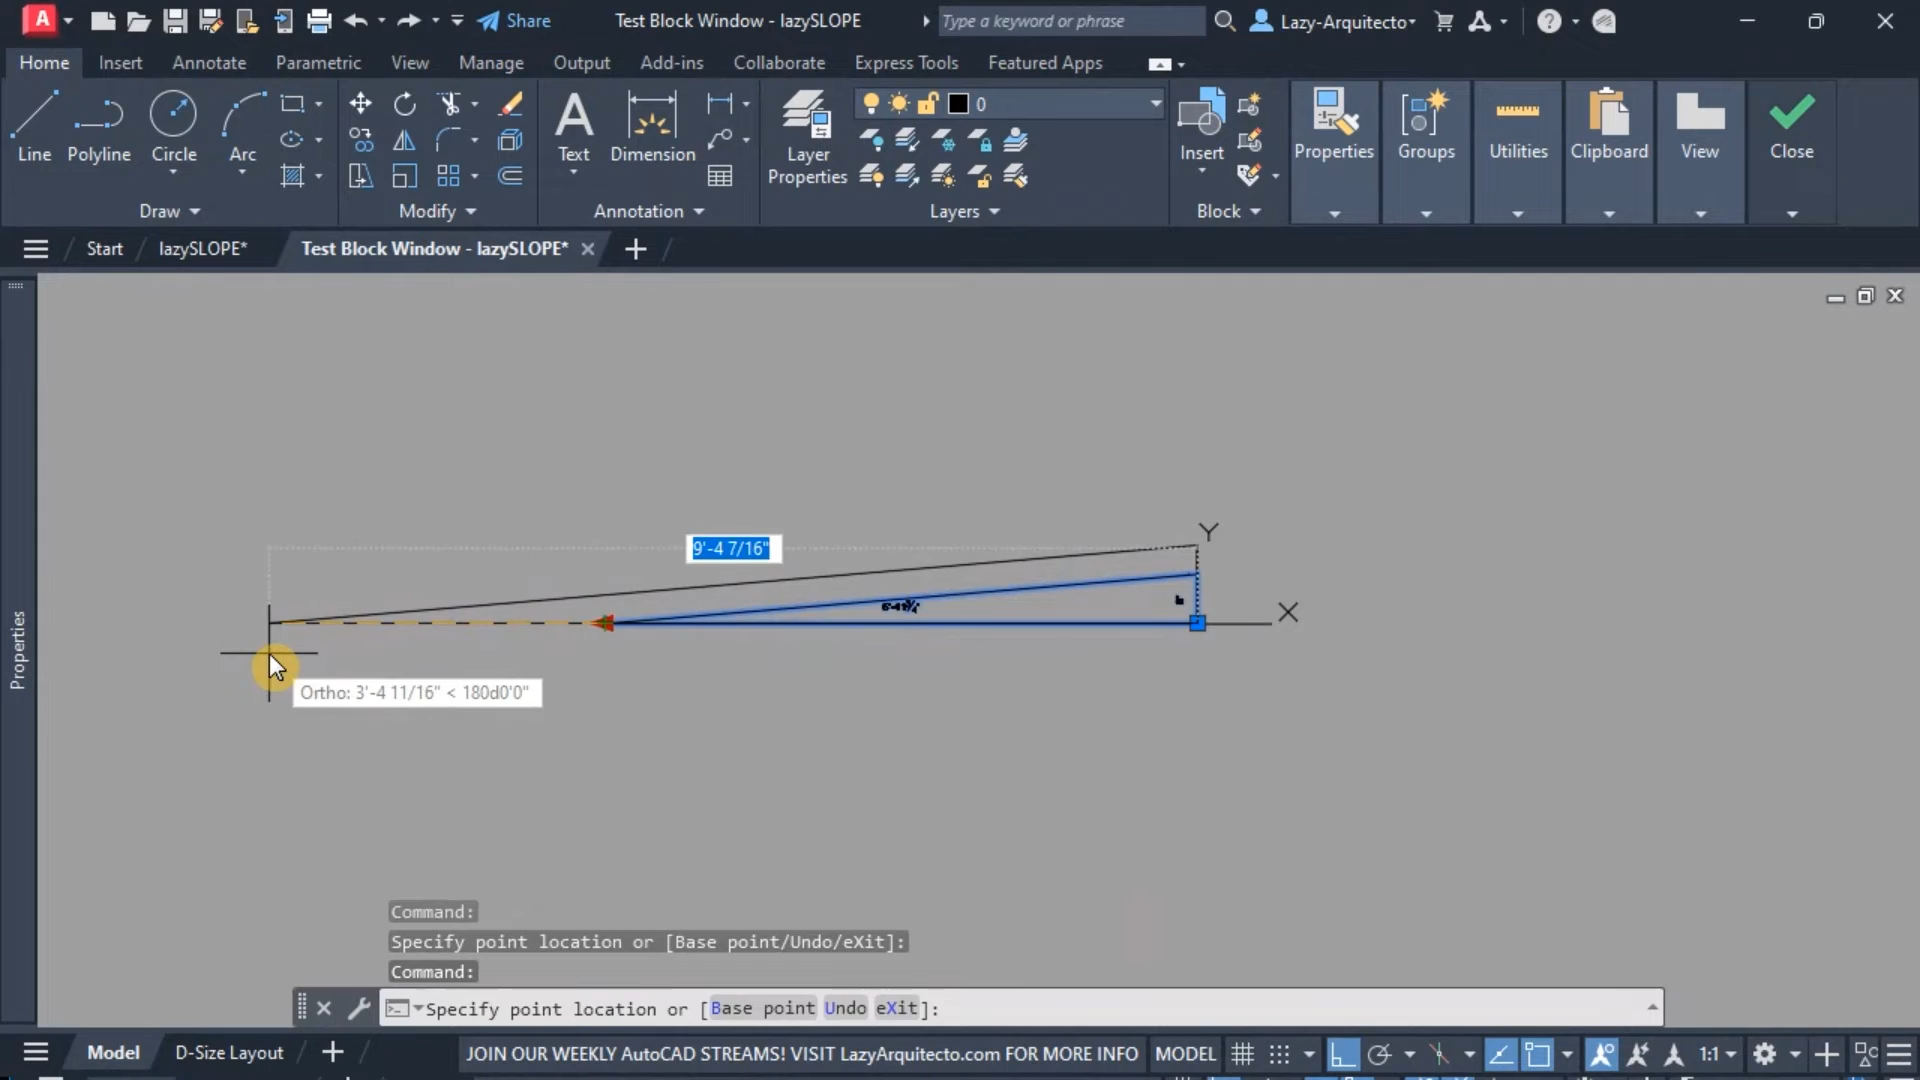 A Share Test Block Window - lazySLOPE Type a keyword or phrase Lazy-Arquitecto
Home Insert Annotate Parametric View Manage Output Add-ins Collaborate Express Tools Featured Apps
Line Polyline Circle Arc
A Text Dimension
Layer Properties
0
Insert
Properties Groups Utilities Clipboard View Close
Draw Modify Annotation Layers Block
Start lazySLOPE* Test Block Window - lazySLOPE*
Properties
Y
9'-4 7/16"
X
Ortho: 3'-4 11/16" < 180d0'0"
Command:
Specify point location or [Base point/Undo/eXit]:
Command:
Specify point location or [Base point Undo eXit]:
Model D-Size Layout JOIN OUR WEEKLY AutoCAD STREAMS! VISIT LazyArquitecto.com FOR MORE INFO MODEL 1:1